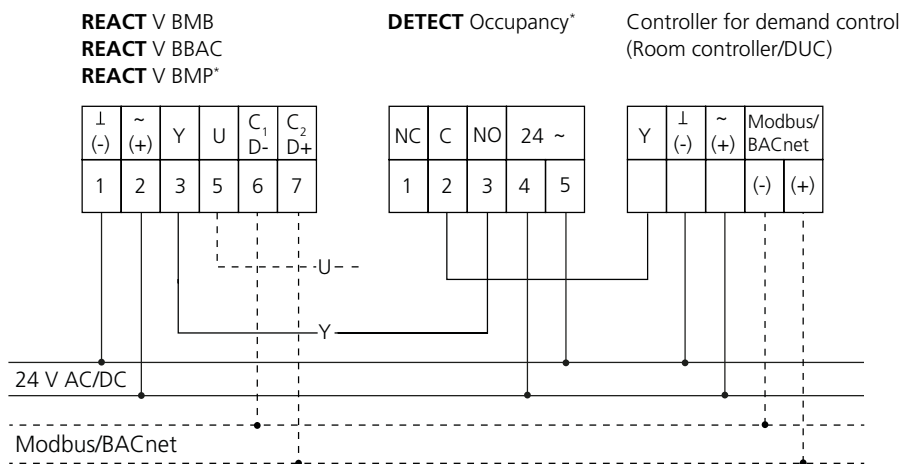 REACT V BMB
REACT V BBAC
REACT V BMP*
DETECT Occupancy*
Controller for demand control
(Room controller/DUC)
⊥ ~ Y U C₁ C₂
(-) (+) D- D+
1 2 3 5 6 7
NC C NO 24 ~
1 2 3 4 5
Y ⊥ ~ Modbus/
(-) (+) BACnet
(-) (+)
U
Y
24 V AC/DC
Modbus/BACnet